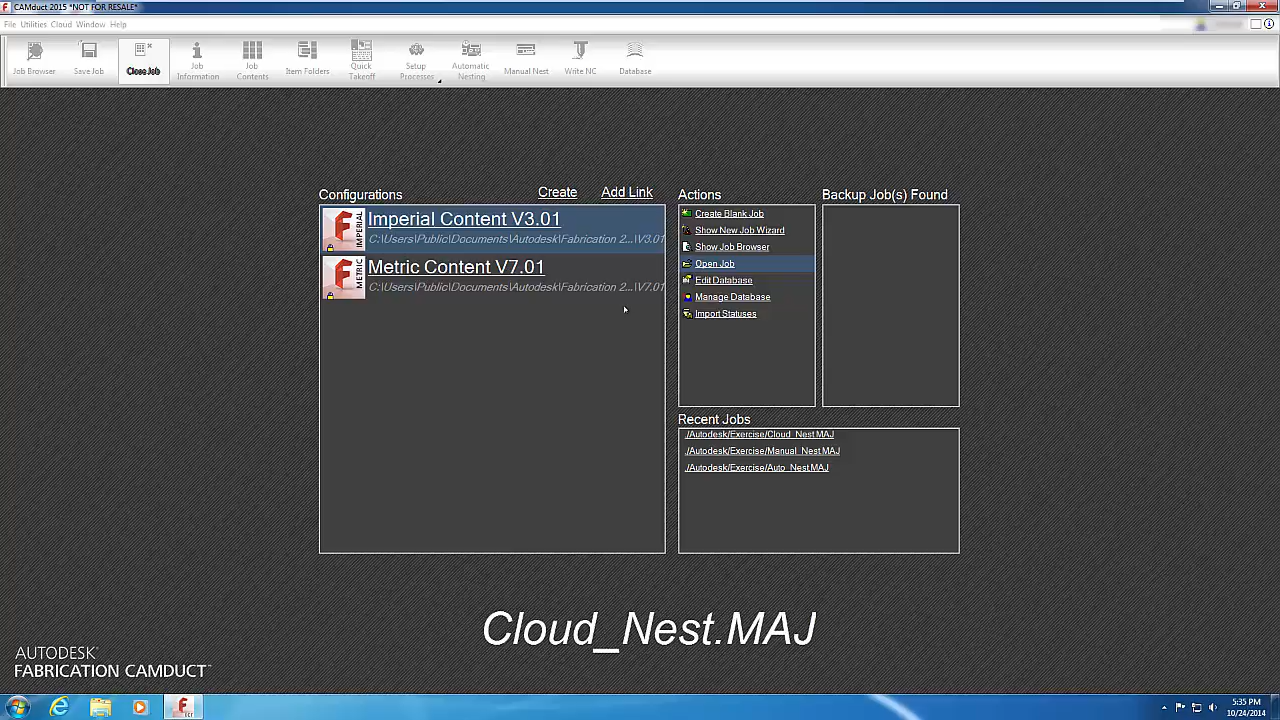 CAMduct 2015 *NOT FOR RESALE*
File Utilities Cloud Window Help
Job Browser
Save Job
Close Job
Job Information
Job Contents
Item Folders
Quick Takeoff
Setup Processes
Automatic Nesting
Manual Nest
Write NC
Database
Configurations
Create
Add Link
Imperial Content V3.01
C:\Users\Public\Documents\Autodesk\Fabrication 2...\V3.01
IMPERIAL
Metric Content V7.01
C:\Users\Public\Documents\Autodesk\Fabrication 2...\V7.01
METRIC
Actions
Create Blank Job
Show New Job Wizard
Show Job Browser
Open Job
Edit Database
Manage Database
Import Statuses
Backup Job(s) Found
Recent Jobs
./Autodesk/Exercise/Cloud_Nest.MAJ
./Autodesk/Exercise/Manual_Nest.MAJ
./Autodesk/Exercise/Auto_Nest.MAJ
Cloud_Nest.MAJ
AUTODESK
FABRICATION CAMDUCT™
5:35 PM
10/24/2014